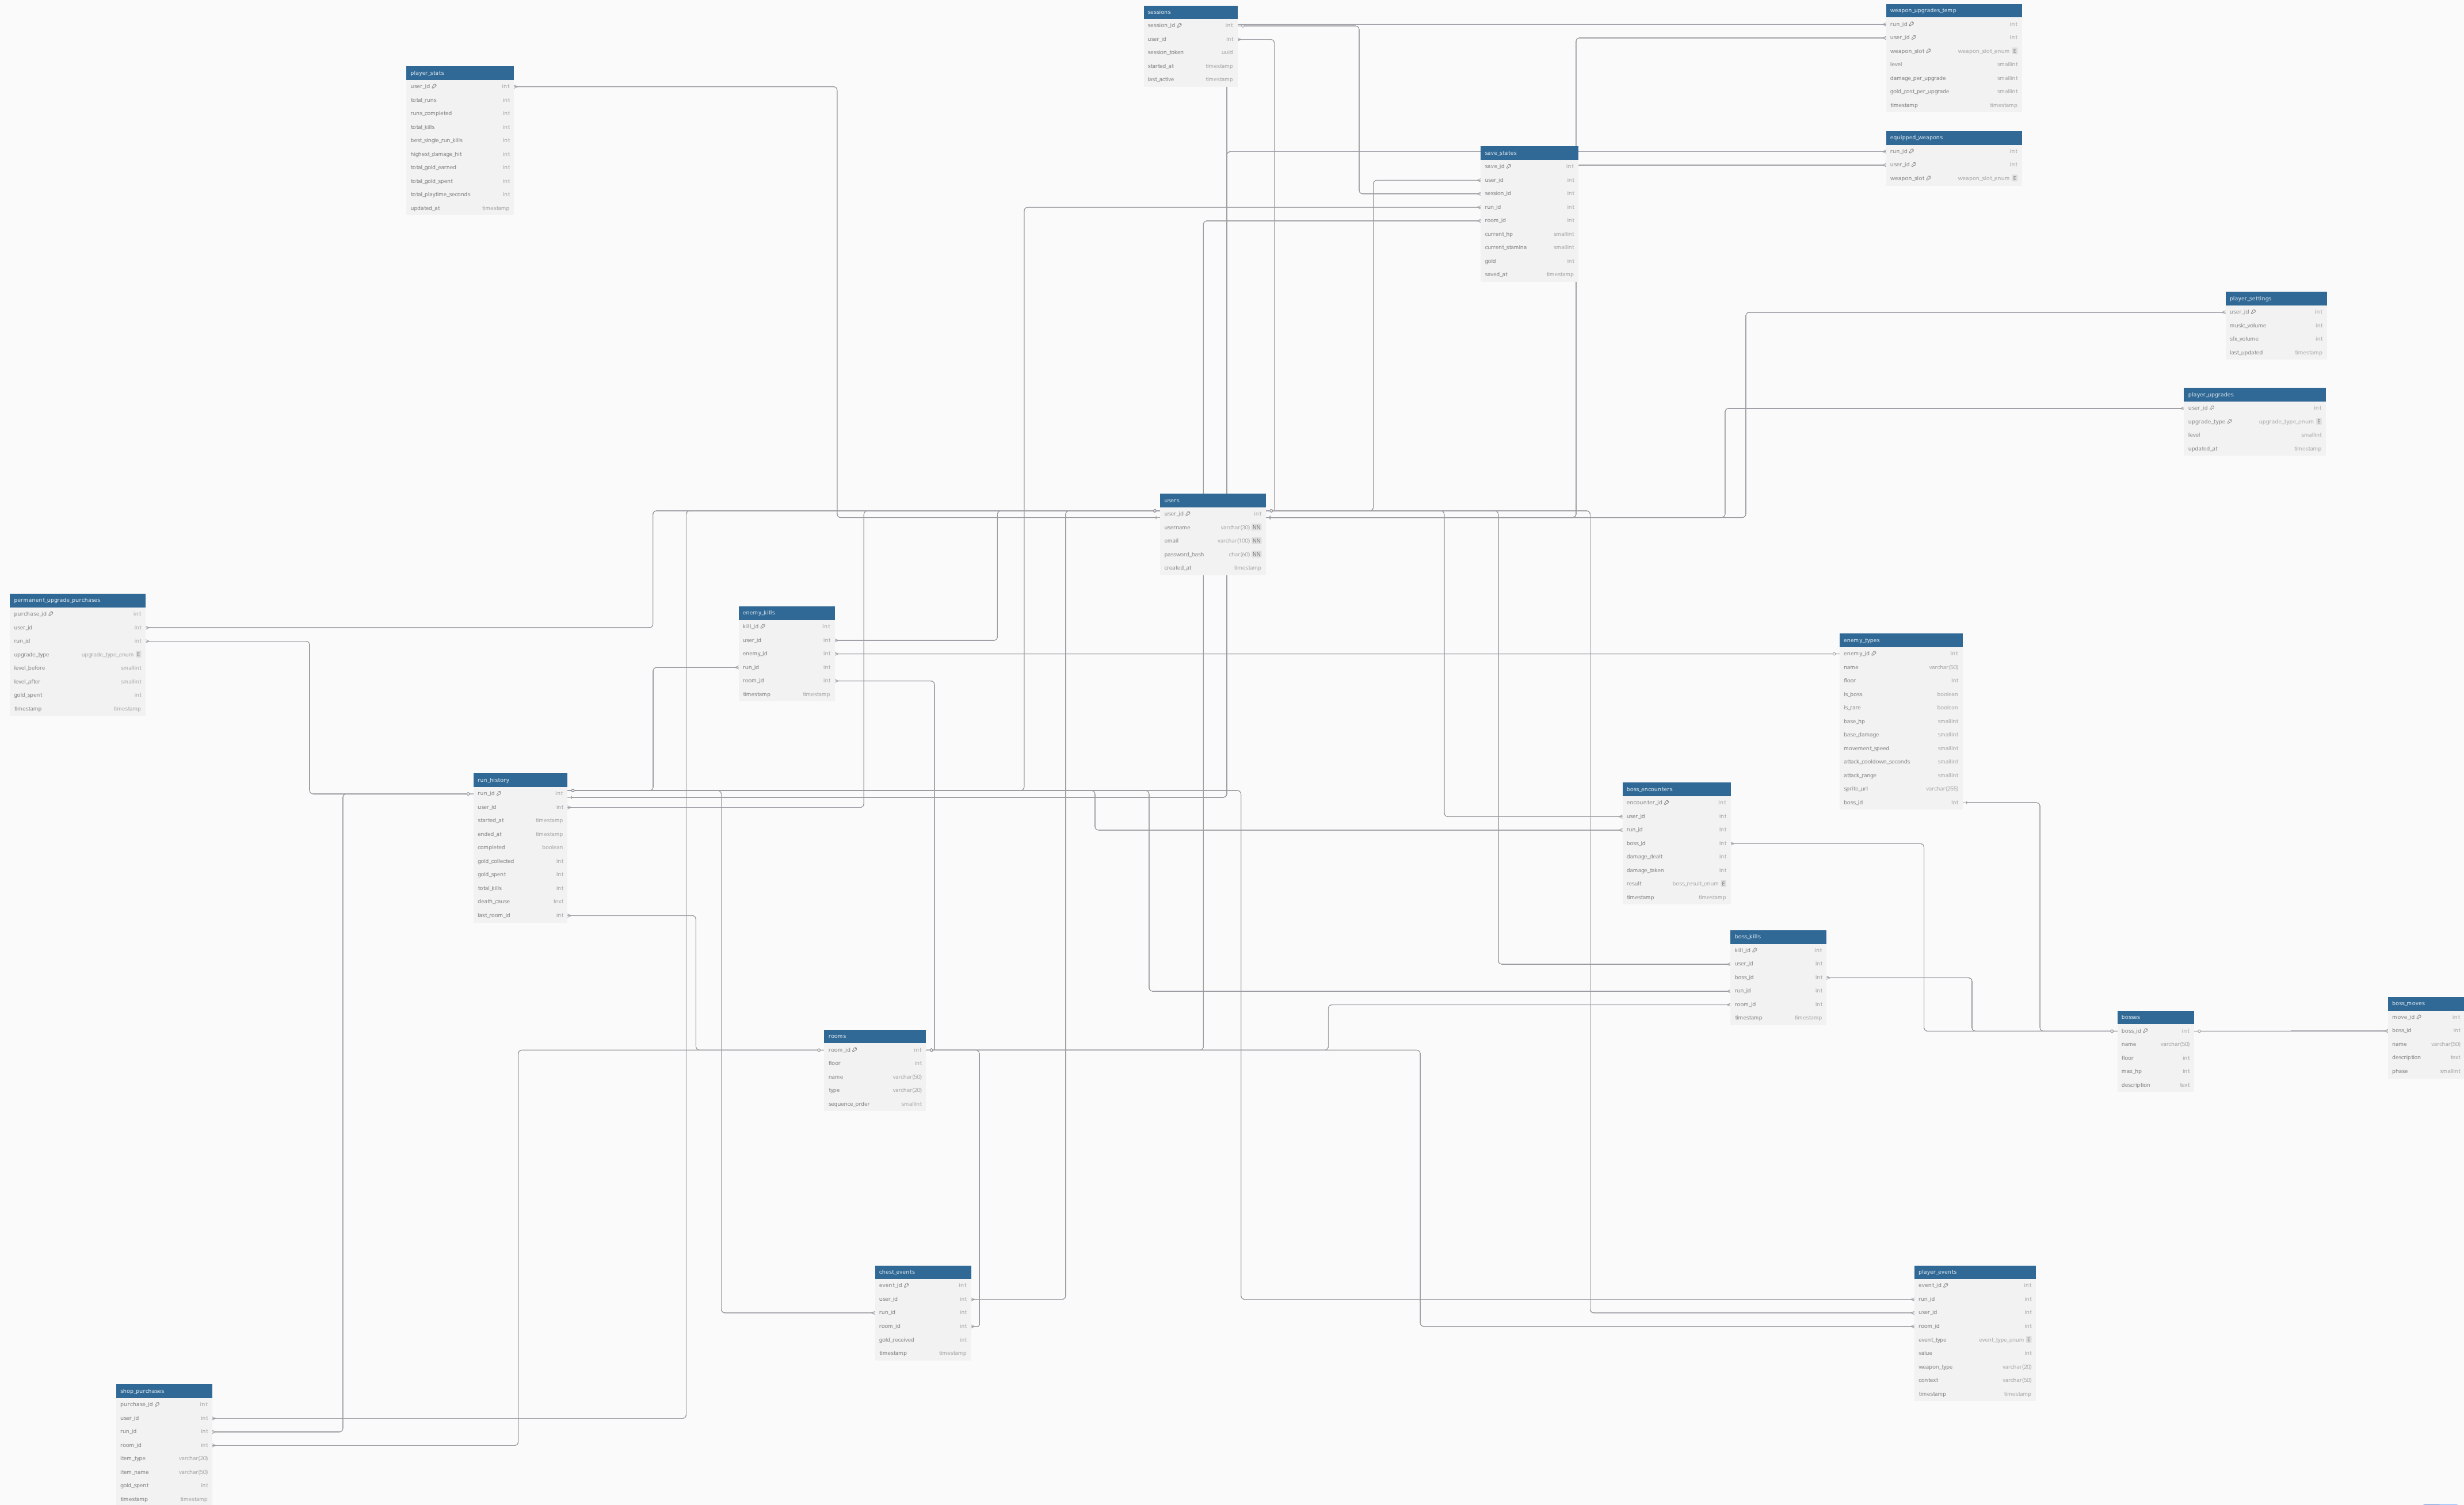 sessions
session_id int
user_id int
session_token uuid
started_at timestamp
last_active timestamp
weapon_upgrades_temp
run_id int
user_id int
weapon_slot weapon_slot_enum E
level smallint
damage_per_upgrade smallint
gold_cost_per_upgrade smallint
timestamp timestamp
player_stats
user_id int
total_runs int
runs_completed int
total_kills int
best_single_run_kills int
highest_damage_hit int
total_gold_earned int
total_gold_spent int
total_playtime_seconds int
updated_at timestamp
equipped_weapons
run_id int
user_id int
weapon_slot weapon_slot_enum E
save_states
save_id int
user_id int
session_id int
run_id int
room_id int
current_hp smallint
current_stamina smallint
gold int
saved_at timestamp
player_settings
user_id int
music_volume int
sfx_volume int
last_updated timestamp
player_upgrades
user_id int
upgrade_type upgrade_type_enum E
level smallint
updated_at timestamp
users
user_id int
username varchar(30) NN
email varchar(100) NN
password_hash char(60) NN
created_at timestamp
permanent_upgrade_purchases
purchase_id int
user_id int
run_id int
upgrade_type upgrade_type_enum E
level_before smallint
level_after smallint
gold_spent int
timestamp timestamp
enemy_kills
kill_id int
user_id int
enemy_id int
run_id int
room_id int
timestamp timestamp
enemy_types
enemy_id int
name varchar(50)
floor int
is_boss boolean
is_rare boolean
base_hp smallint
base_damage smallint
movement_speed smallint
attack_cooldown_seconds smallint
attack_range smallint
sprite_url varchar(255)
boss_id int
run_history
run_id int
user_id int
started_at timestamp
ended_at timestamp
completed boolean
gold_collected int
gold_spent int
total_kills int
death_cause text
last_room_id int
boss_encounters
encounter_id int
user_id int
run_id int
boss_id int
damage_dealt int
damage_taken int
result boss_result_enum E
timestamp timestamp
boss_kills
kill_id int
user_id int
boss_id int
run_id int
room_id int
timestamp timestamp
boss_moves
move_id int
boss_id int
name varchar(50)
description text
phase smallint
bosses
boss_id int
name varchar(50)
floor int
max_hp int
description text
rooms
room_id int
floor int
name varchar(50)
type varchar(20)
sequence_order smallint
chest_events
event_id int
user_id int
run_id int
room_id int
gold_received int
timestamp timestamp
player_events
event_id int
run_id int
user_id int
room_id int
event_type event_type_enum E
value int
weapon_type varchar(20)
context varchar(50)
timestamp timestamp
shop_purchases
purchase_id int
user_id int
run_id int
room_id int
item_type varchar(20)
item_name varchar(50)
gold_spent int
timestamp timestamp